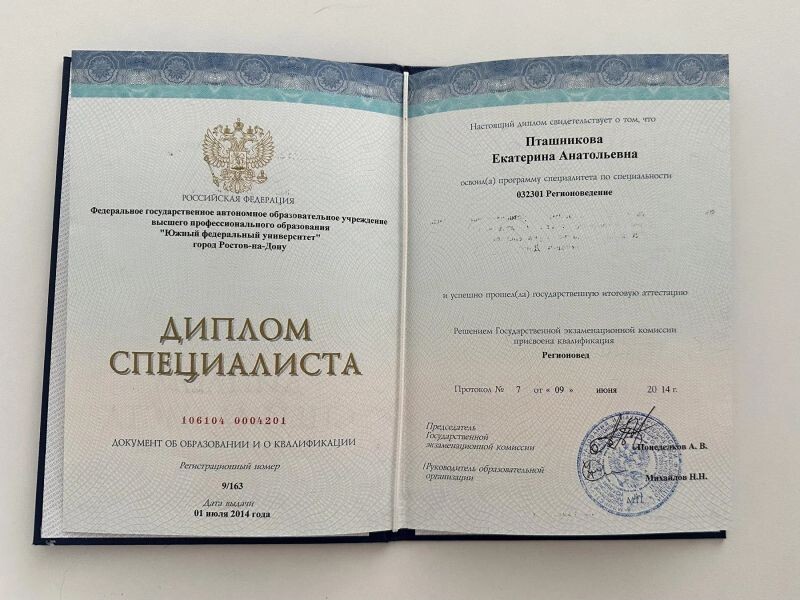 РОССИЙСКАЯ ФЕДЕРАЦИЯ
Федеральное государственное автономное образовательное учреждение
высшего профессионального образования
"Южный федеральный университет"
город Ростов-на-Дону
ДИПЛОМ
СПЕЦИАЛИСТА
106104 0004201
ДОКУМЕНТ ОБ ОБРАЗОВАНИИ И О КВАЛИФИКАЦИИ
Регистрационный номер
9/163
Дата выдачи
01 июля 2014 года
Настоящий диплом свидетельствует о том, что
Пташникова
Екатерина Анатольевна
освоил(а) программу специалитета по специальности
032301 Регионоведение
и успешно прошел(ла) государственную итоговую аттестацию
Решением Государственной экзаменационной комиссии
присвоена квалификация
Регионовед
Протокол № 7 от « 09 » июня 2014 г.
Председатель
Государственной
экзаменационной комиссии
Понеделков А. В.
Руководитель образовательной
организации
Михайлов Н.Н.